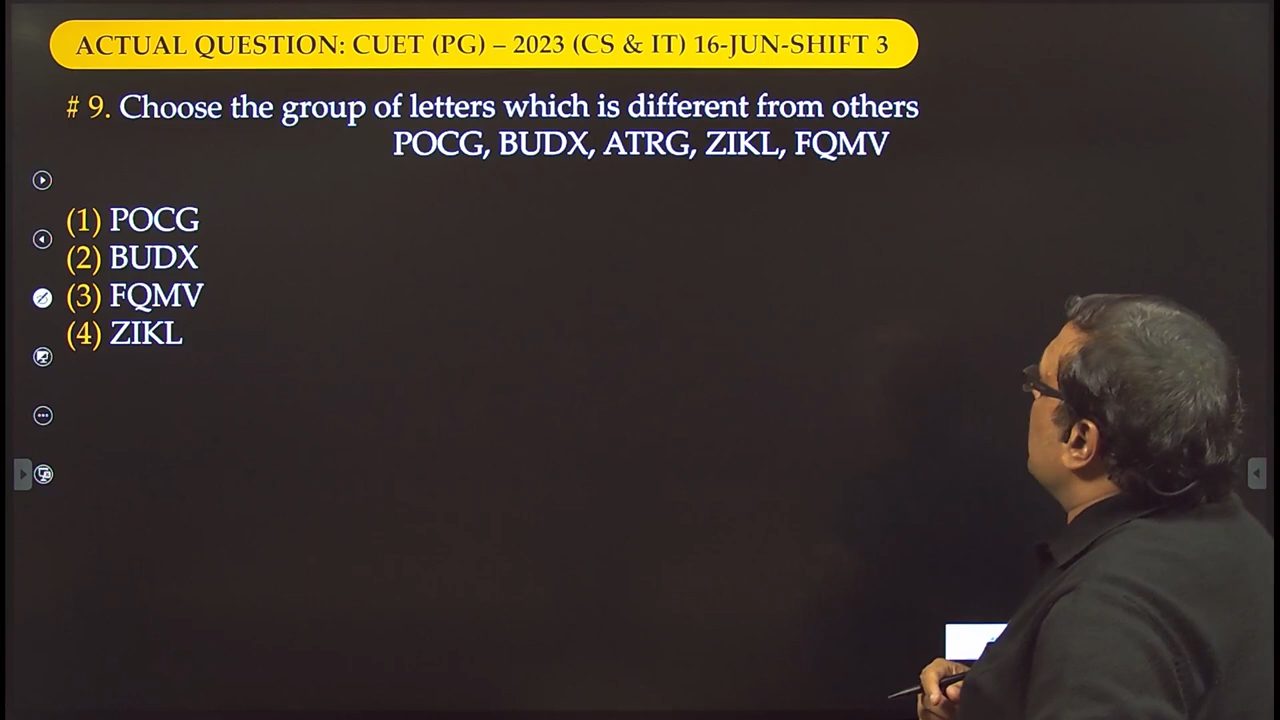 ACTUAL QUESTION: CUET (PG) – 2023 (CS & IT) 16-JUN-SHIFT 3
# 9. Choose the group of letters which is different from others
POCG, BUDX, ATRG, ZIKL, FQMV
(1) POCG
(2) BUDX
(3) FQMV
(4) ZIKL